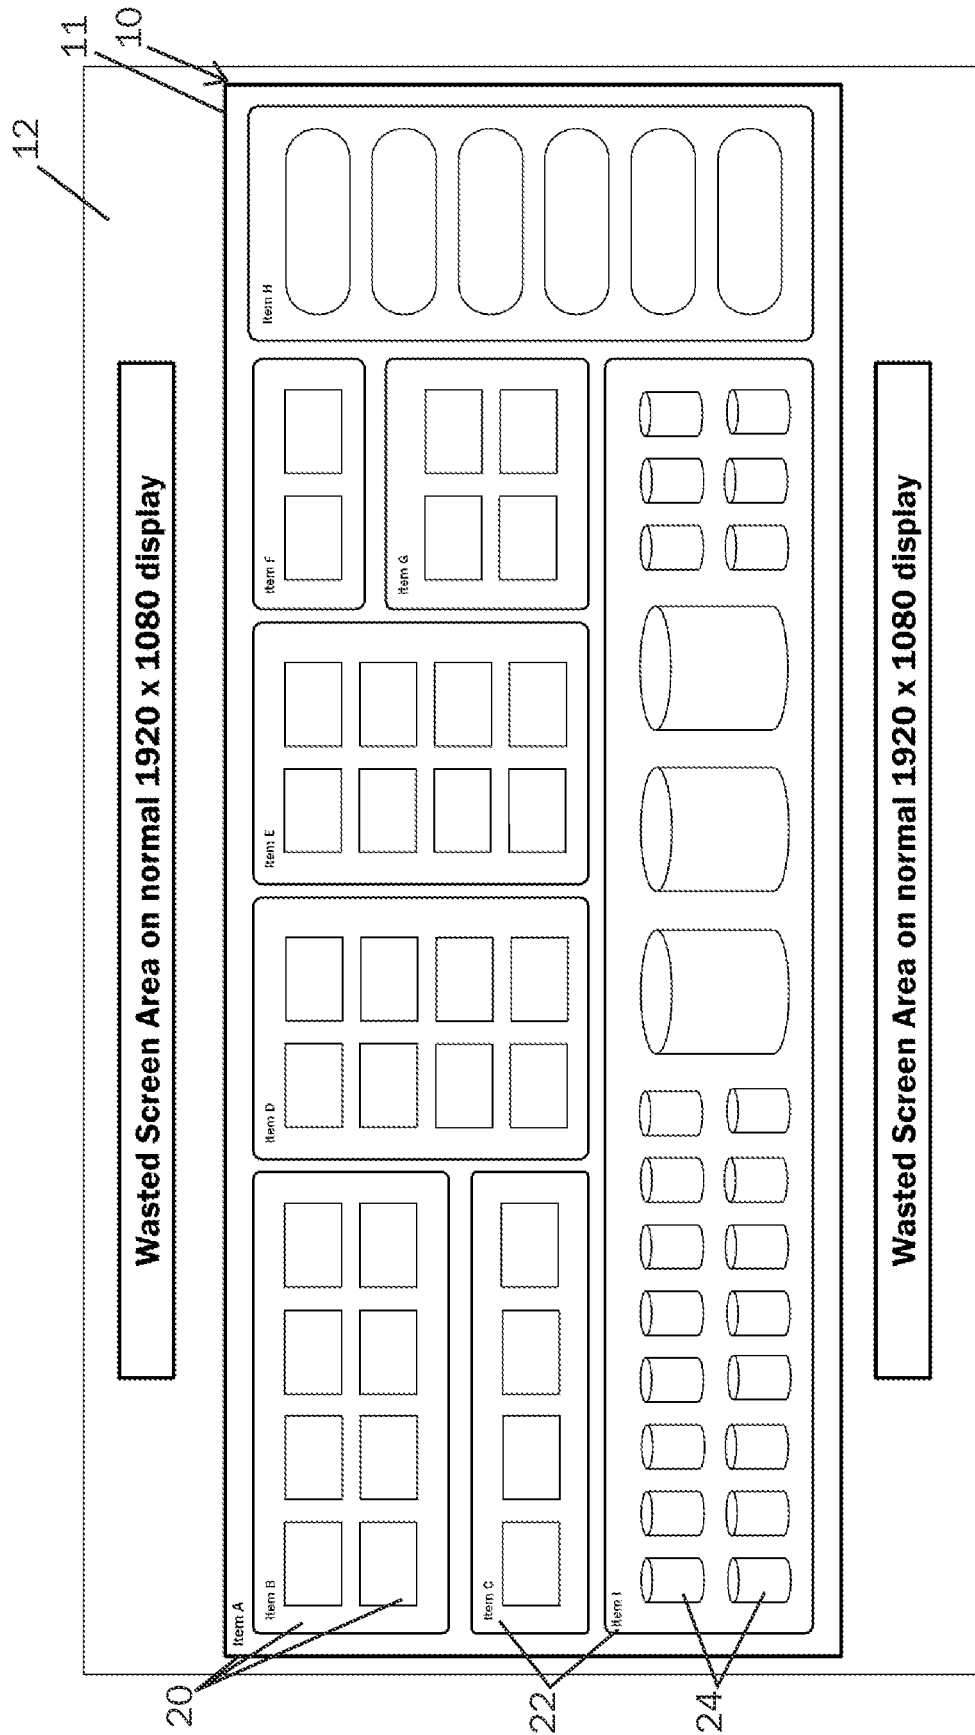 12
11
10
Wasted Screen Area on normal 1920 x 1080 display
Item A
Item B
Item D
Item E
Item F
Item H
Item G
Item C
Item I
20
22
24
Wasted Screen Area on normal 1920 x 1080 display